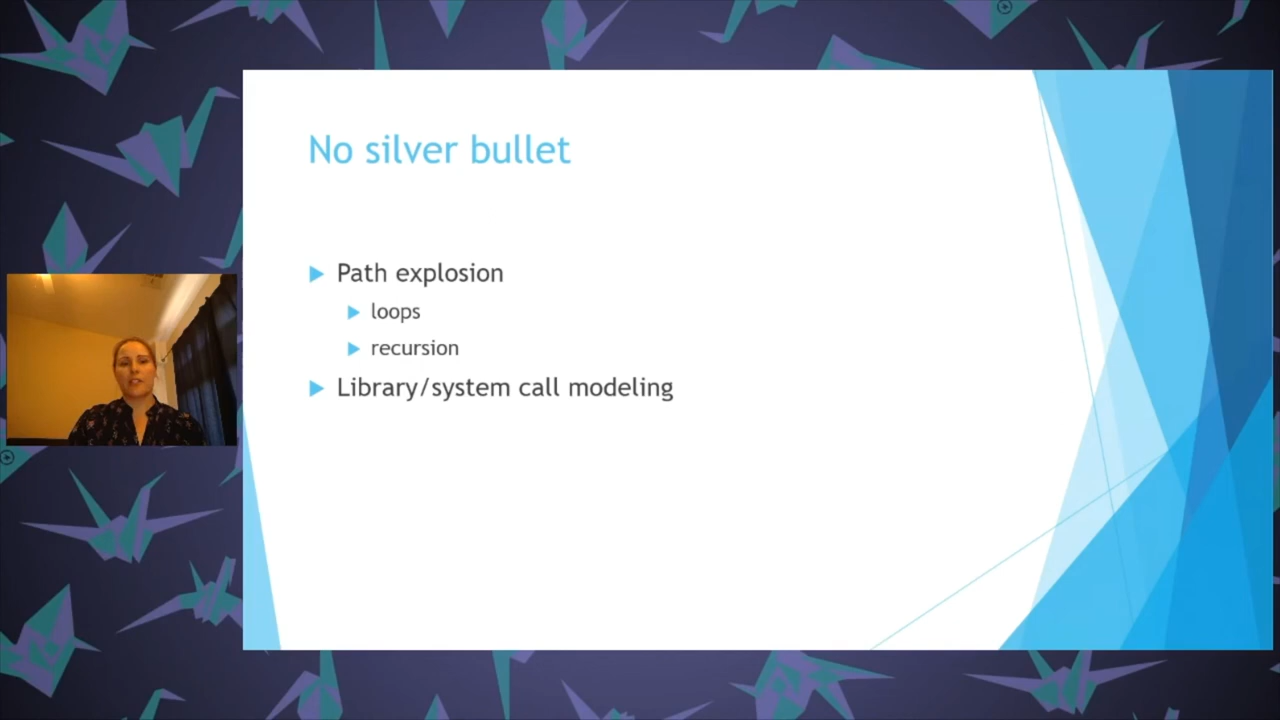 No silver bullet
Path explosion
loops
recursion
Library/system call modeling